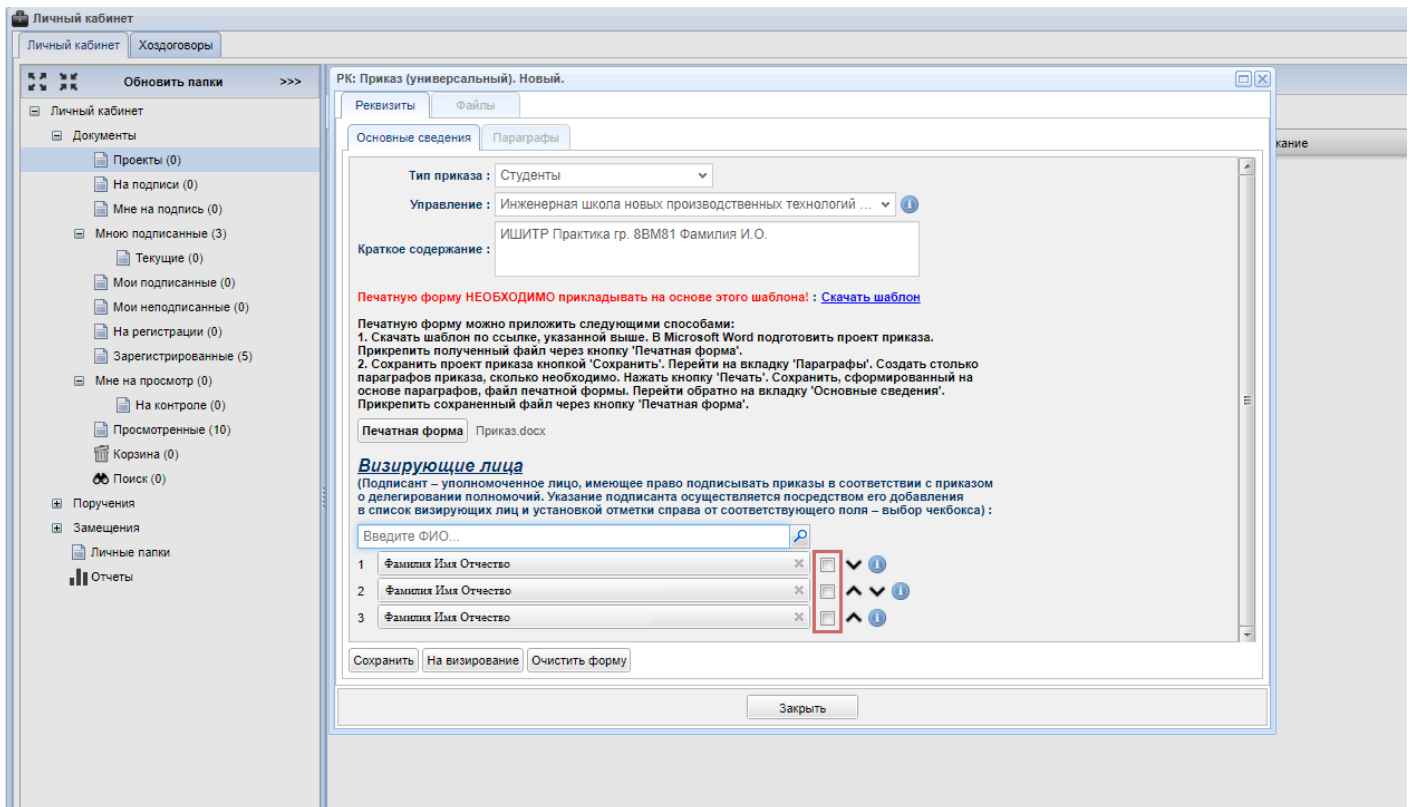 Личный кабинет
Личный кабинет
Хоздоговоры
Обновить папки >>>
Личный кабинет
Документы
Проекты (0)
На подписи (0)
Мне на подпись (0)
Мною подписанные (3)
Текущие (0)
Мои подписанные (0)
Мои неподписанные (0)
На регистрации (0)
Зарегистрированные (5)
Мне на просмотр (0)
На контроле (0)
Просмотренные (10)
Корзина (0)
Поиск (0)
Поручения
Замещения
Личные папки
Отчеты
РК: Приказ (универсальный). Новый.
Реквизиты
Файлы
Основные сведения
Параграфы
Тип приказа : Студенты
Управление : Инженерная школа новых производственных технологий ...
Краткое содержание : ИШИТР Практика гр. 8ВМ81 Фамилия И.О.
Печатную форму НЕОБХОДИМО прикладывать на основе этого шаблона! : Скачать шаблон
Печатную форму можно приложить следующими способами:
1. Скачать шаблон по ссылке, указанной выше. В Microsoft Word подготовить проект приказа.
Прикрепить полученный файл через кнопку 'Печатная форма'.
2. Сохранить проект приказа кнопкой 'Сохранить'. Перейти на вкладку 'Параграфы'. Создать столько
параграфов приказа, сколько необходимо. Нажать кнопку 'Печать'. Сохранить, сформированный на
основе параграфов, файл печатной формы. Перейти обратно на вкладку 'Основные сведения'.
Прикрепить сохраненный файл через кнопку 'Печатная форма'.
Печатная форма Приказ.docx
Визирующие лица
(Подписант – уполномоченное лицо, имеющее право подписывать приказы в соответствии с приказом
о делегировании полномочий. Указание подписанта осуществляется посредством его добавления
в список визирующих лиц и установкой отметки справа от соответствующего поля – выбор чекбокса) :
Введите ФИО...
1 Фамилия Имя Отчество
2 Фамилия Имя Отчество
3 Фамилия Имя Отчество
Сохранить На визирование Очистить форму
Закрыть
кание